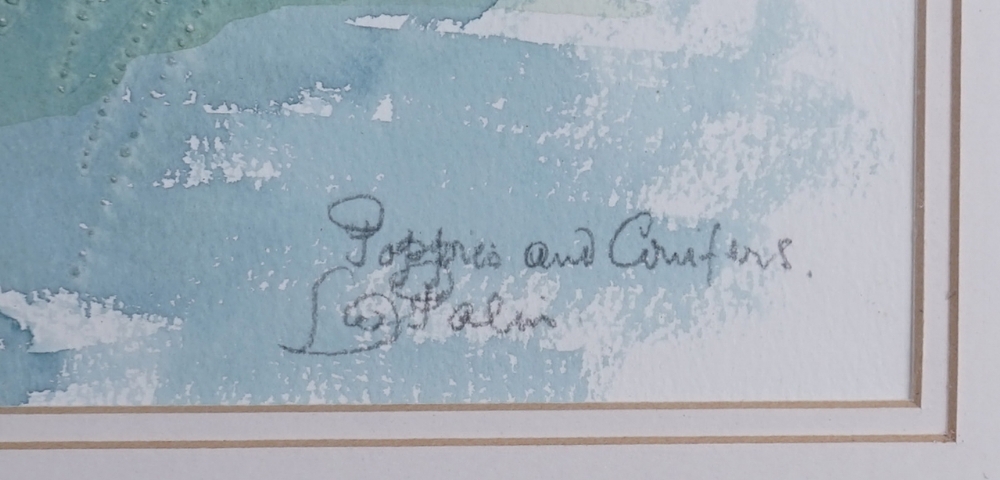 Poppies and Conifers.
Palin